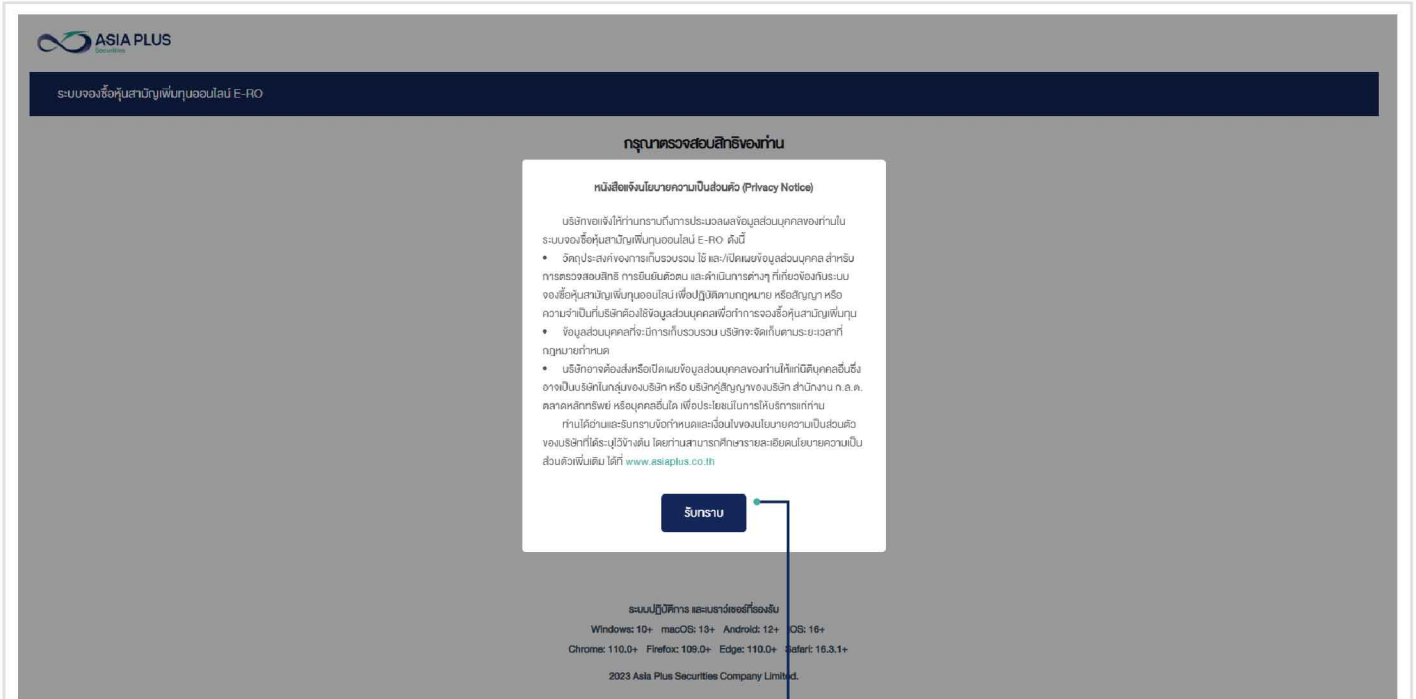 ASIA PLUS
Securities
ระบบจองซื้อหุ้นสามัญเพิ่มทุนออนไลน์ E-RO
กรุณาตรวจสอบสิทธิของท่าน
หนังสือแจ้งนโยบายความเป็นส่วนตัว (Privacy Notice)
บริษัทขอแจ้งให้ท่านทราบถึงการประมวลผลข้อมูลส่วนบุคคลของท่านใน
ระบบจองซื้อหุ้นสามัญเพิ่มทุนออนไลน์ E-RO ดังนี้
• วัตถุประสงค์ของการเก็บรวบรวม ใช้ และ/เปิดเผยข้อมูลส่วนบุคคล สำหรับ
การตรวจสอบสิทธิ การยืนยันตัวตน และดำเนินการต่างๆ ที่เกี่ยวข้องกับระบบ
จองซื้อหุ้นสามัญเพิ่มทุนออนไลน์ เพื่อปฏิบัติตามกฎหมาย หรือสัญญา หรือ
ความจำเป็นที่บริษัทต้องใช้ข้อมูลส่วนบุคคลเพื่อทำการจองซื้อหุ้นสามัญเพิ่มทุน
• ข้อมูลส่วนบุคคลที่จะมีการเก็บรวบรวม บริษัทจะจัดเก็บตามระยะเวลาที่
กฎหมายกำหนด
• บริษัทอาจต้องส่งหรือเปิดเผยข้อมูลส่วนบุคคลของท่านให้แก่นิติบุคคลอื่นซึ่ง
อาจเป็นบริษัทในกลุ่มของบริษัท หรือ บริษัทคู่สัญญาของบริษัท สำนักงาน ก.ล.ต.
ตลาดหลักทรัพย์ หรือบุคคลอื่นใด เพื่อประโยชน์ในการให้บริการแก่ท่าน
ท่านได้อ่านและรับทราบข้อกำหนดและเงื่อนไขของนโยบายความเป็นส่วนตัว
ของบริษัทที่ได้ระบุไว้ข้างต้น โดยท่านสามารถศึกษารายละเอียดนโยบายความเป็น
ส่วนตัวเพิ่มเติม ได้ที่ www.asiaplus.co.th
รับทราบ
ระบบปฏิบัติการ และเบราว์เซอร์ที่รองรับ
Windows: 10+ macOS: 13+ Android: 12+ iOS: 16+
Chrome: 110.0+ Firefox: 109.0+ Edge: 110.0+ Safari: 16.3.1+
2023 Asia Plus Securities Company Limited.